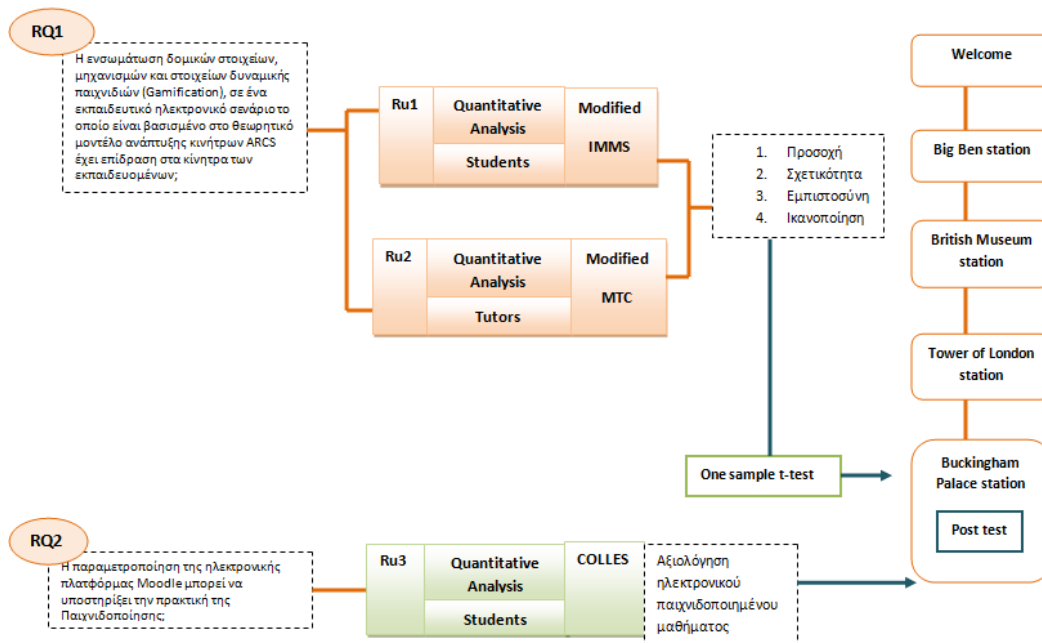 RQ1
Η ενσωμάτωση δομικών στοιχείων,
μηχανισμών και στοιχείων δυναμικής
παιχνιδιών (Gamification), σε ένα
εκπαιδευτικό ηλεκτρονικό σενάριο το
οποίο είναι βασισμένο στο θεωρητικό
μοντέλο ανάπτυξης κινήτρων ARCS
έχει επίδραση στα κίνητρα των
εκπαιδευομένων;
Ru1
Quantitative
Analysis
Students
Modified
IMMS
Ru2
Quantitative
Analysis
Tutors
Modified
MTC
1. Προσοχή
2. Σχετικότητα
3. Εμπιστοσύνη
4. Ικανοποίηση
One sample t-test
Welcome
Big Ben station
British Museum
station
Tower of London
station
Buckingham
Palace station
Post test
RQ2
Η παραμετροποίηση της ηλεκτρονικής
πλατφόρμας Moodle μπορεί να
υποστηρίξει την πρακτική της
Παιχνιδοποίησης;
Ru3
Quantitative
Analysis
Students
COLLES
Αξιολόγηση
ηλεκτρονικού
παιχνιδοποιημένου
μαθήματος